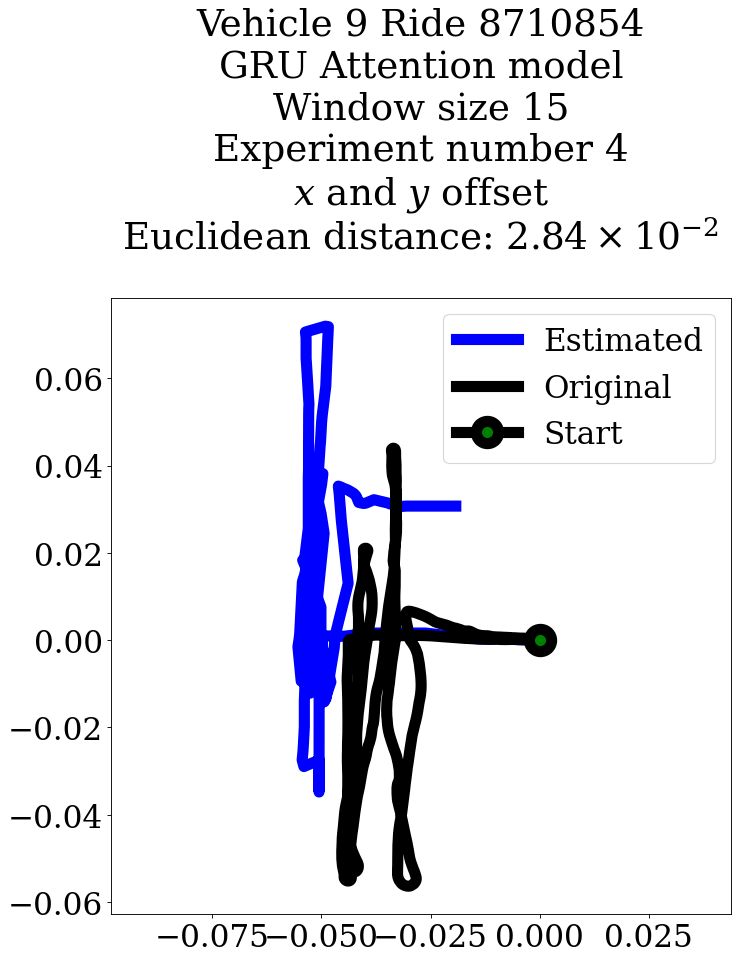 Vehicle 9 Ride 8710854
GRU Attention model
Window size 15
Experiment number 4
x and y offset
Euclidean distance: 2.84 × 10⁻²
Estimated
Original
Start
0.06
0.04
0.02
0.00
−0.02
−0.04
−0.06
−0.075 −0.050 −0.025 0.000 0.025